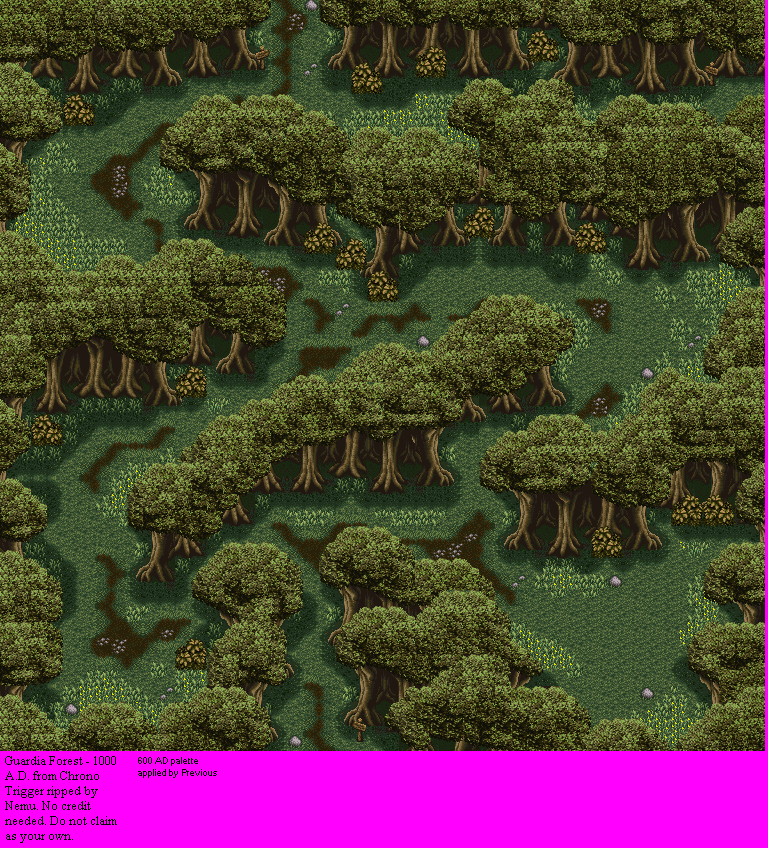 Guardia Forest - 1000
A.D. from Chrono
Trigger ripped by
Nemu. No credit
needed. Do not claim
as your own.
600 AD palette
applied by Previous